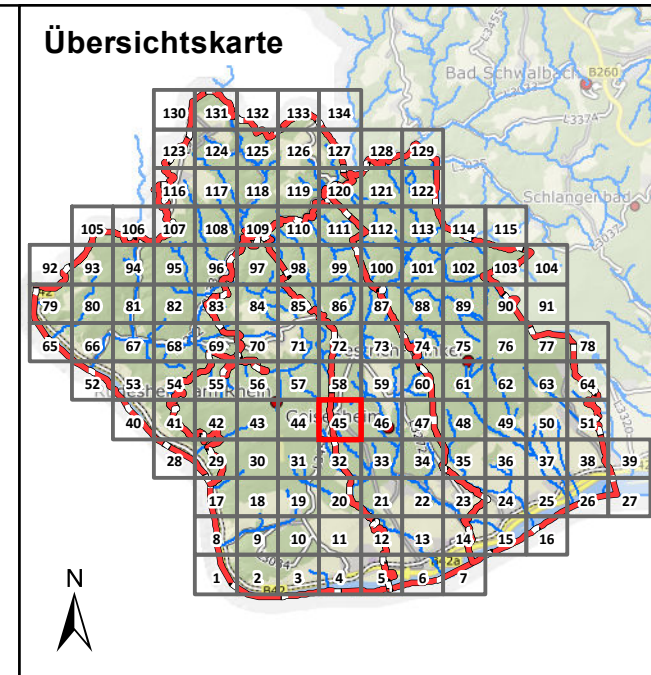 Übersichtskarte
L3455
Bad Schwalbach
B260
130 131 132 133 134
L3374
123 124 125 126 127 128 129
L3035
116 117 118 119 120 121 122
Schlangenbad
105 106 107 108 109 110 111 112 113 114 115
L3037
92 93 94 95 96 97 98 99 100 101 102 103 104
79 80 81 82 83 84 85 86 87 88 89 90 91
65 66 67 68 69 70 71 72 73 74 75 76 77 78
52 53 54 55 56 57 58 59 60 61 62 63 64
L3320
40 41 42 43 44 45 46 47 48 49 50 51
Geisenheim
28 29 30 31 32 33 34 35 36 37 38 39
17 18 19 20 21 22 23 24 25 26 27
8 9 10 11 12 13 14 15 16
L3034
B42a
1 2 3 4 5 6 7
B42
N